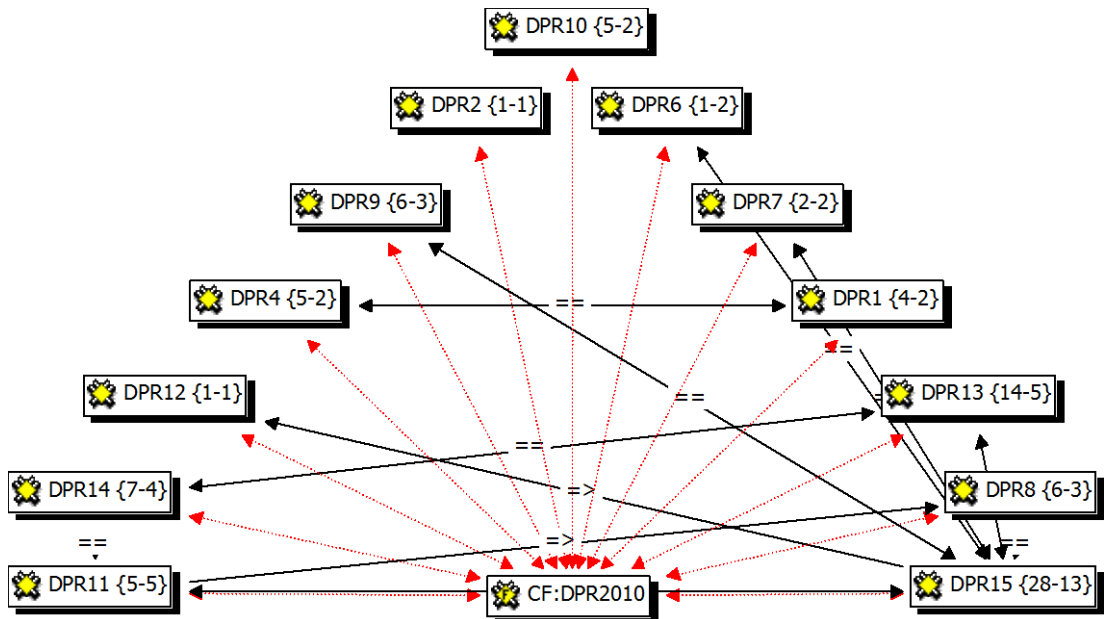 DPR10 {5-2}
DPR2 {1-1}
DPR6 {1-2}
DPR9 {6-3}
DPR7 {2-2}
DPR4 {5-2}
==
DPR1 {4-2}
==
DPR12 {1-1}
==
DPR13 {14-5}
==
DPR14 {7-4}
=>
DPR8 {6-3}
==
=>
==
DPR11 {5-5}
F CF:DPR2010
DPR15 {28-13}